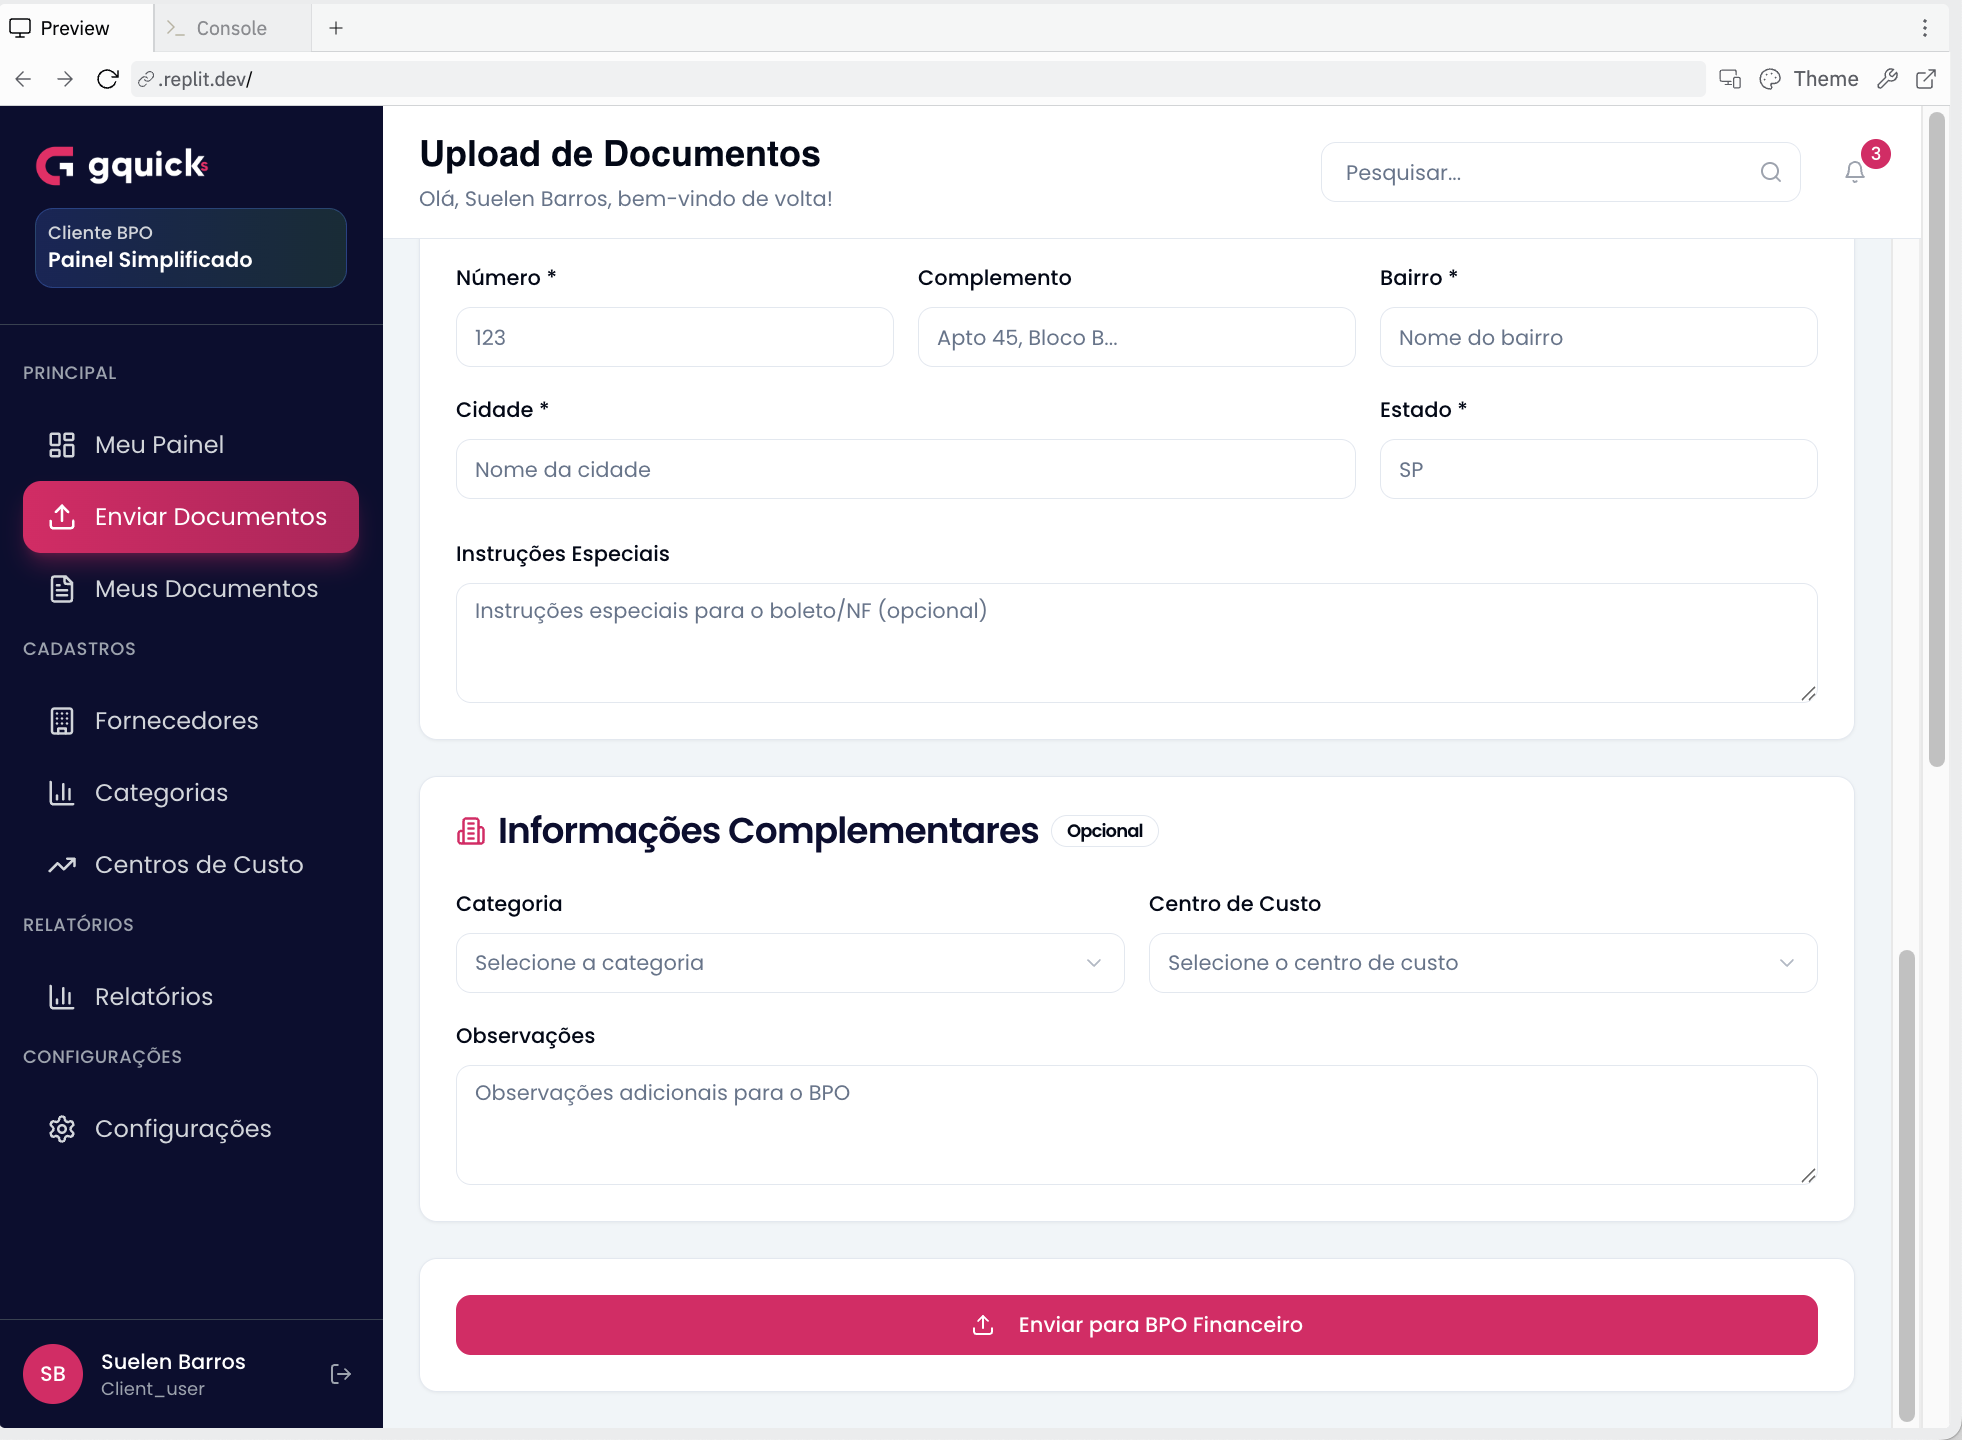 Preview
Console
.replit.dev/
Theme
gquicks
Cliente BPO
Painel Simplificado
PRINCIPAL
Meu Painel
Enviar Documentos
Meus Documentos
CADASTROS
Fornecedores
Categorias
Centros de Custo
RELATÓRIOS
Relatórios
CONFIGURAÇÕES
Configurações
SB
Suelen Barros
Client_user
Upload de Documentos
Olá, Suelen Barros, bem-vindo de volta!
Pesquisar...
3
Número *
Complemento
Bairro *
123
Apto 45, Bloco B...
Nome do bairro
Cidade *
Estado *
Nome da cidade
SP
Instruções Especiais
Instruções especiais para o boleto/NF (opcional)
Informações Complementares
Opcional
Categoria
Centro de Custo
Selecione a categoria
Selecione o centro de custo
Observações
Observações adicionais para o BPO
Enviar para BPO Financeiro